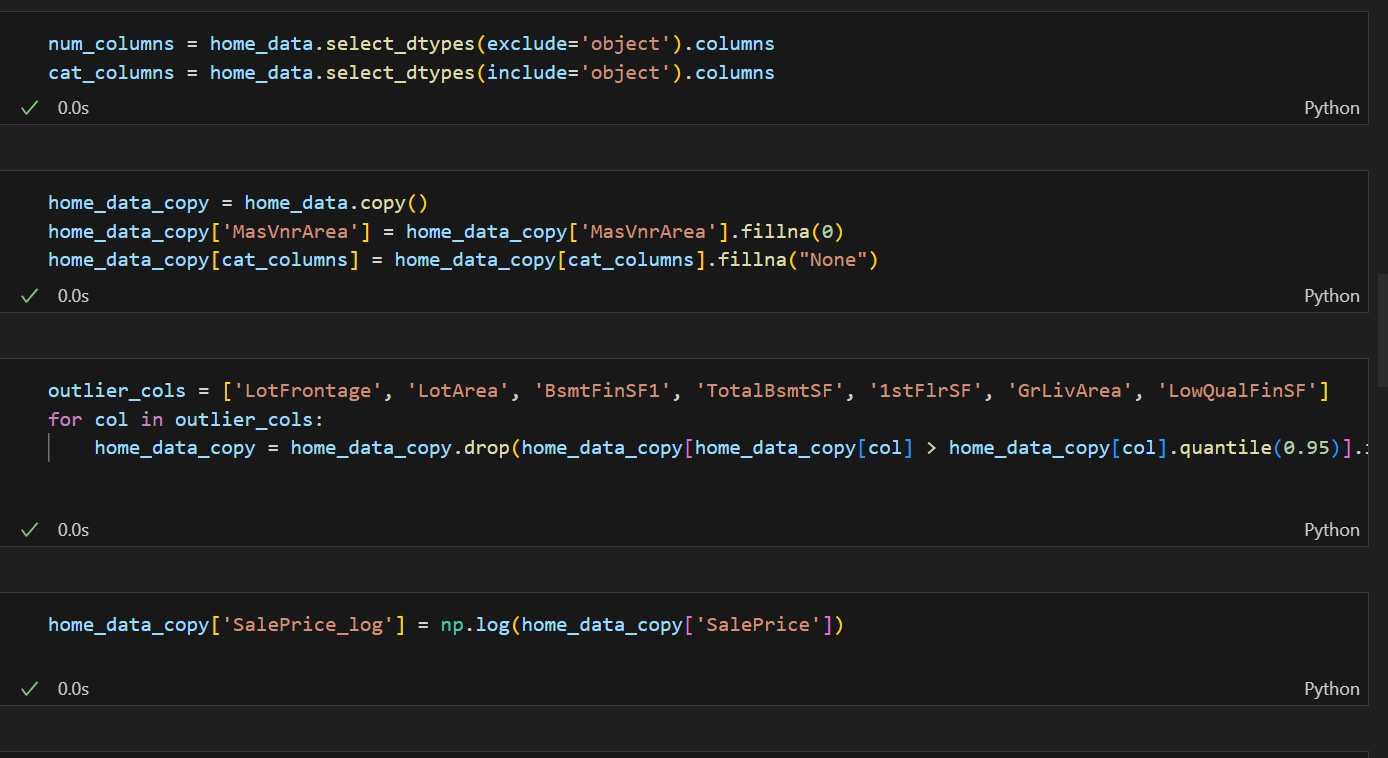 num_columns = home_data.select_dtypes(exclude='object').columns
cat_columns = home_data.select_dtypes(include='object').columns
0.0s
Python
home_data_copy = home_data.copy()
home_data_copy['MasVnrArea'] = home_data_copy['MasVnrArea'].fillna(0)
home_data_copy[cat_columns] = home_data_copy[cat_columns].fillna("None")
0.0s
Python
outlier_cols = ['LotFrontage', 'LotArea', 'BsmtFinSF1', 'TotalBsmtSF', '1stFlrSF', 'GrLivArea', 'LowQualFinSF']
for col in outlier_cols:
    home_data_copy = home_data_copy.drop(home_data_copy[home_data_copy[col] > home_data_copy[col].quantile(0.95)].
0.0s
Python
home_data_copy['SalePrice_log'] = np.log(home_data_copy['SalePrice'])
0.0s
Python